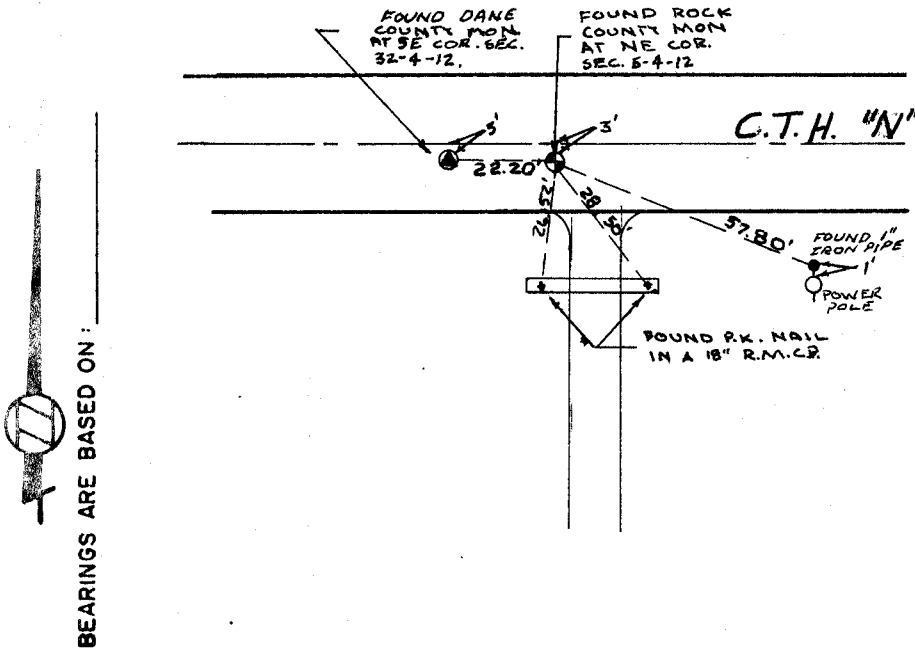 FOUND DANE
COUNTY MON
AT SE COR. SEC.
32-4-12.
FOUND ROCK
COUNTY MON
AT NE COR.
SEC. 5-4-12
C.T.H. "N"
5'
3'
22.20'
26.52'
28.50'
57.80'
FOUND 1"
IRON PIPE
1'
POWER
POLE
FOUND P.K. NAIL
IN A 18" R.M.C.P.
BEARINGS ARE BASED ON: